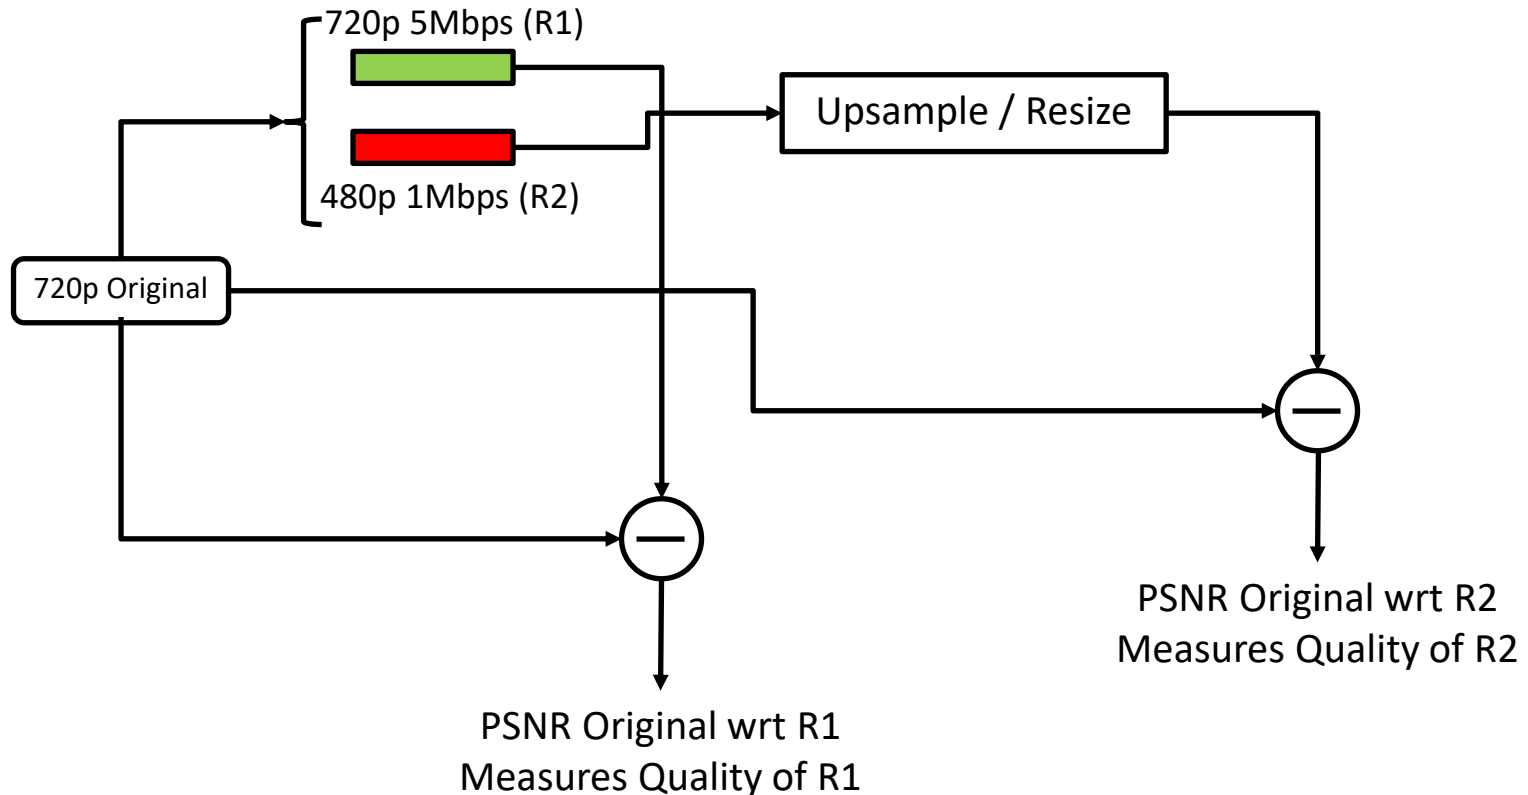 720p 5Mbps (R1)
Upsample / Resize
480p 1Mbps (R2)
720p Original
PSNR Original wrt R2
Measures Quality of R2
PSNR Original wrt R1
Measures Quality of R1